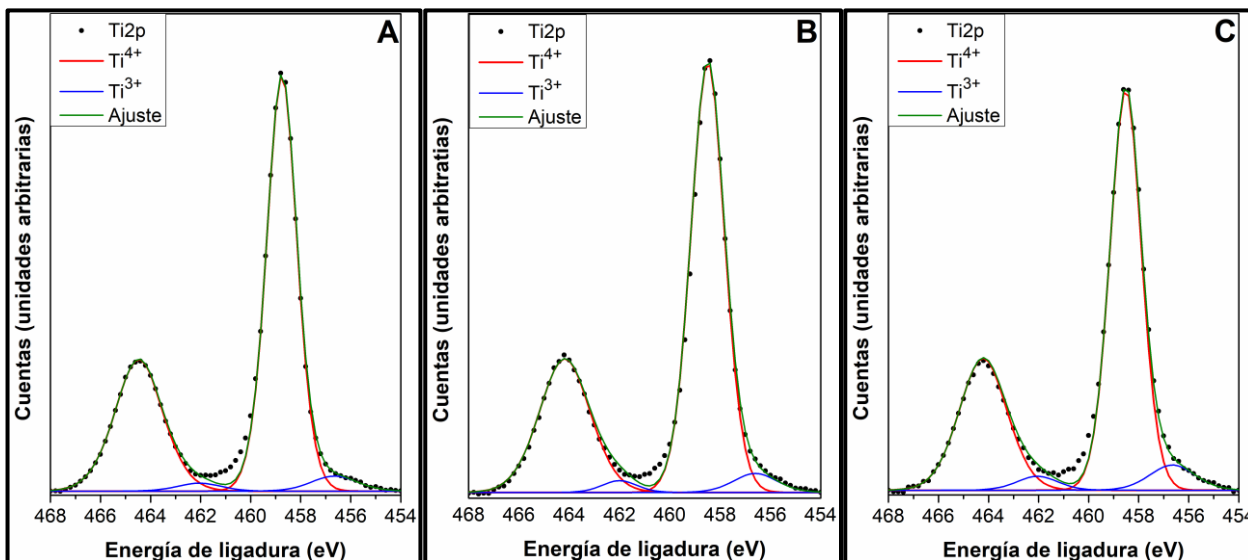 A
Ti2p
Ti4+
Ti3+
Ajuste
Cuentas (unidades arbitrarias)
468 466 464 462 460 458 456 454
Energía de ligadura (eV)
B
Ti2p
Ti4+
Ti3+
Ajuste
Cuentas (unidades arbitratias)
468 466 464 462 460 458 456 454
Energía de ligadura (eV)
C
Ti2p
Ti4+
Ti3+
Ajuste
Cuentas (unidades arbitrarias)
468 466 464 462 460 458 456 454
Energía de ligadura (eV)